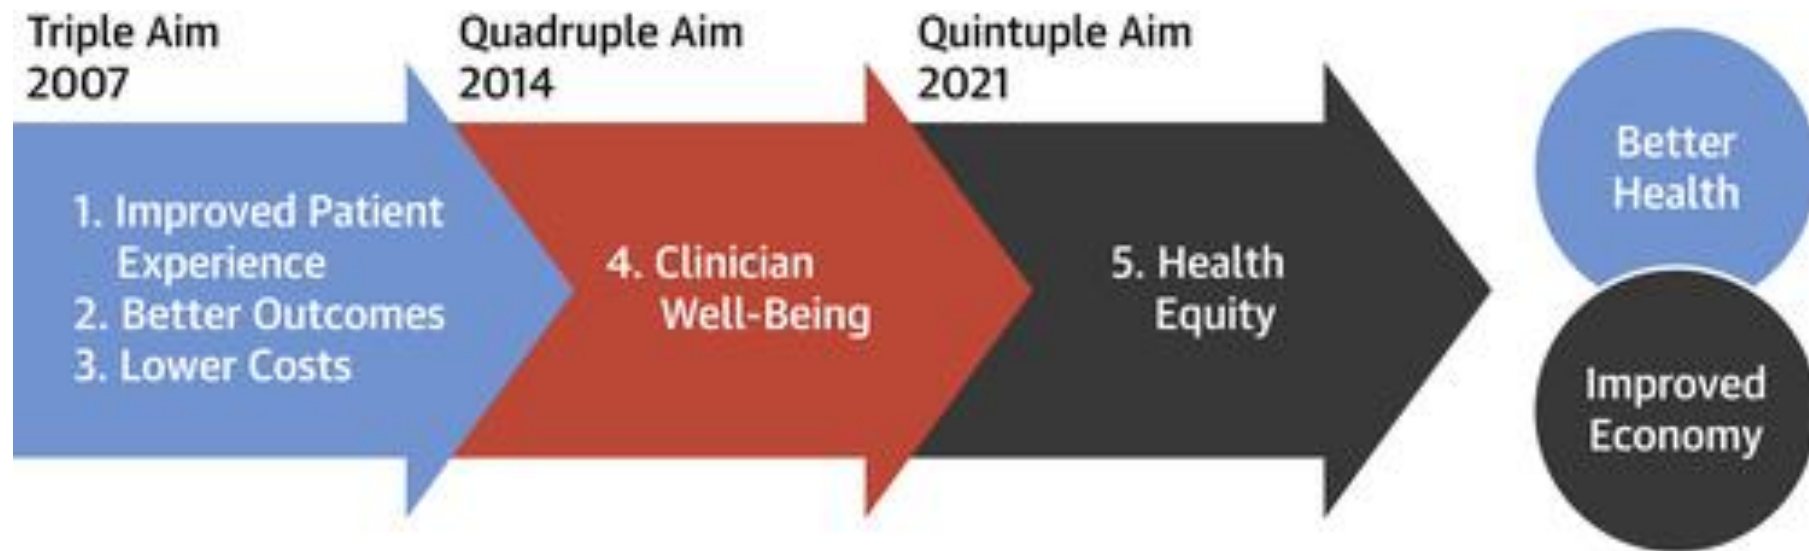 Triple Aim
2007
Quadruple Aim
2014
Quintuple Aim
2021
1. Improved Patient
Experience
2. Better Outcomes
3. Lower Costs
4. Clinician
Well-Being
5. Health
Equity
Better
Health
Improved
Economy